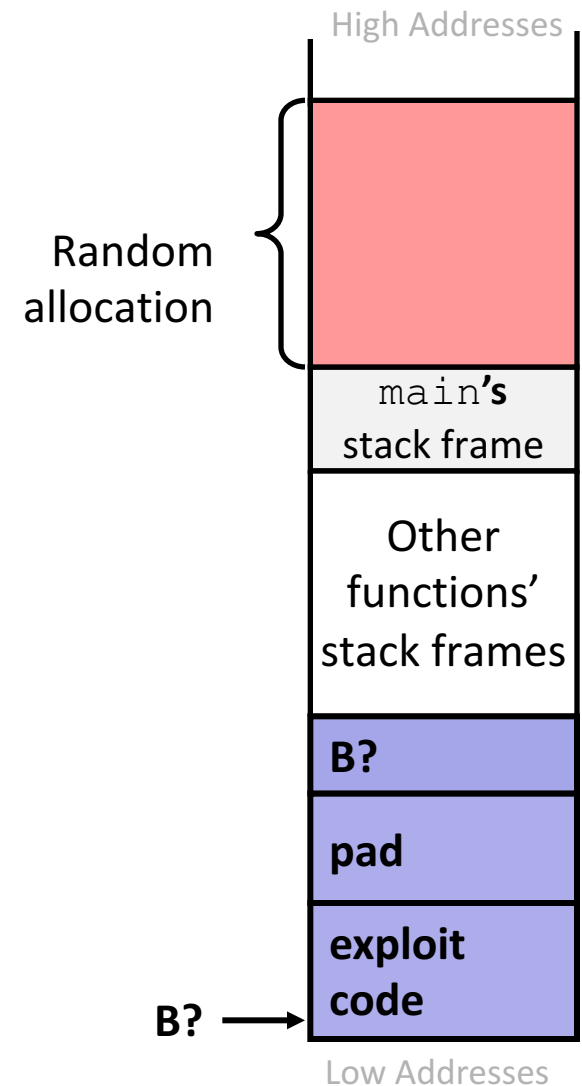 High Addresses
Random
allocation
main's
stack frame
Other
functions’
stack frames
B?
pad
exploit
code
B?
Low Addresses